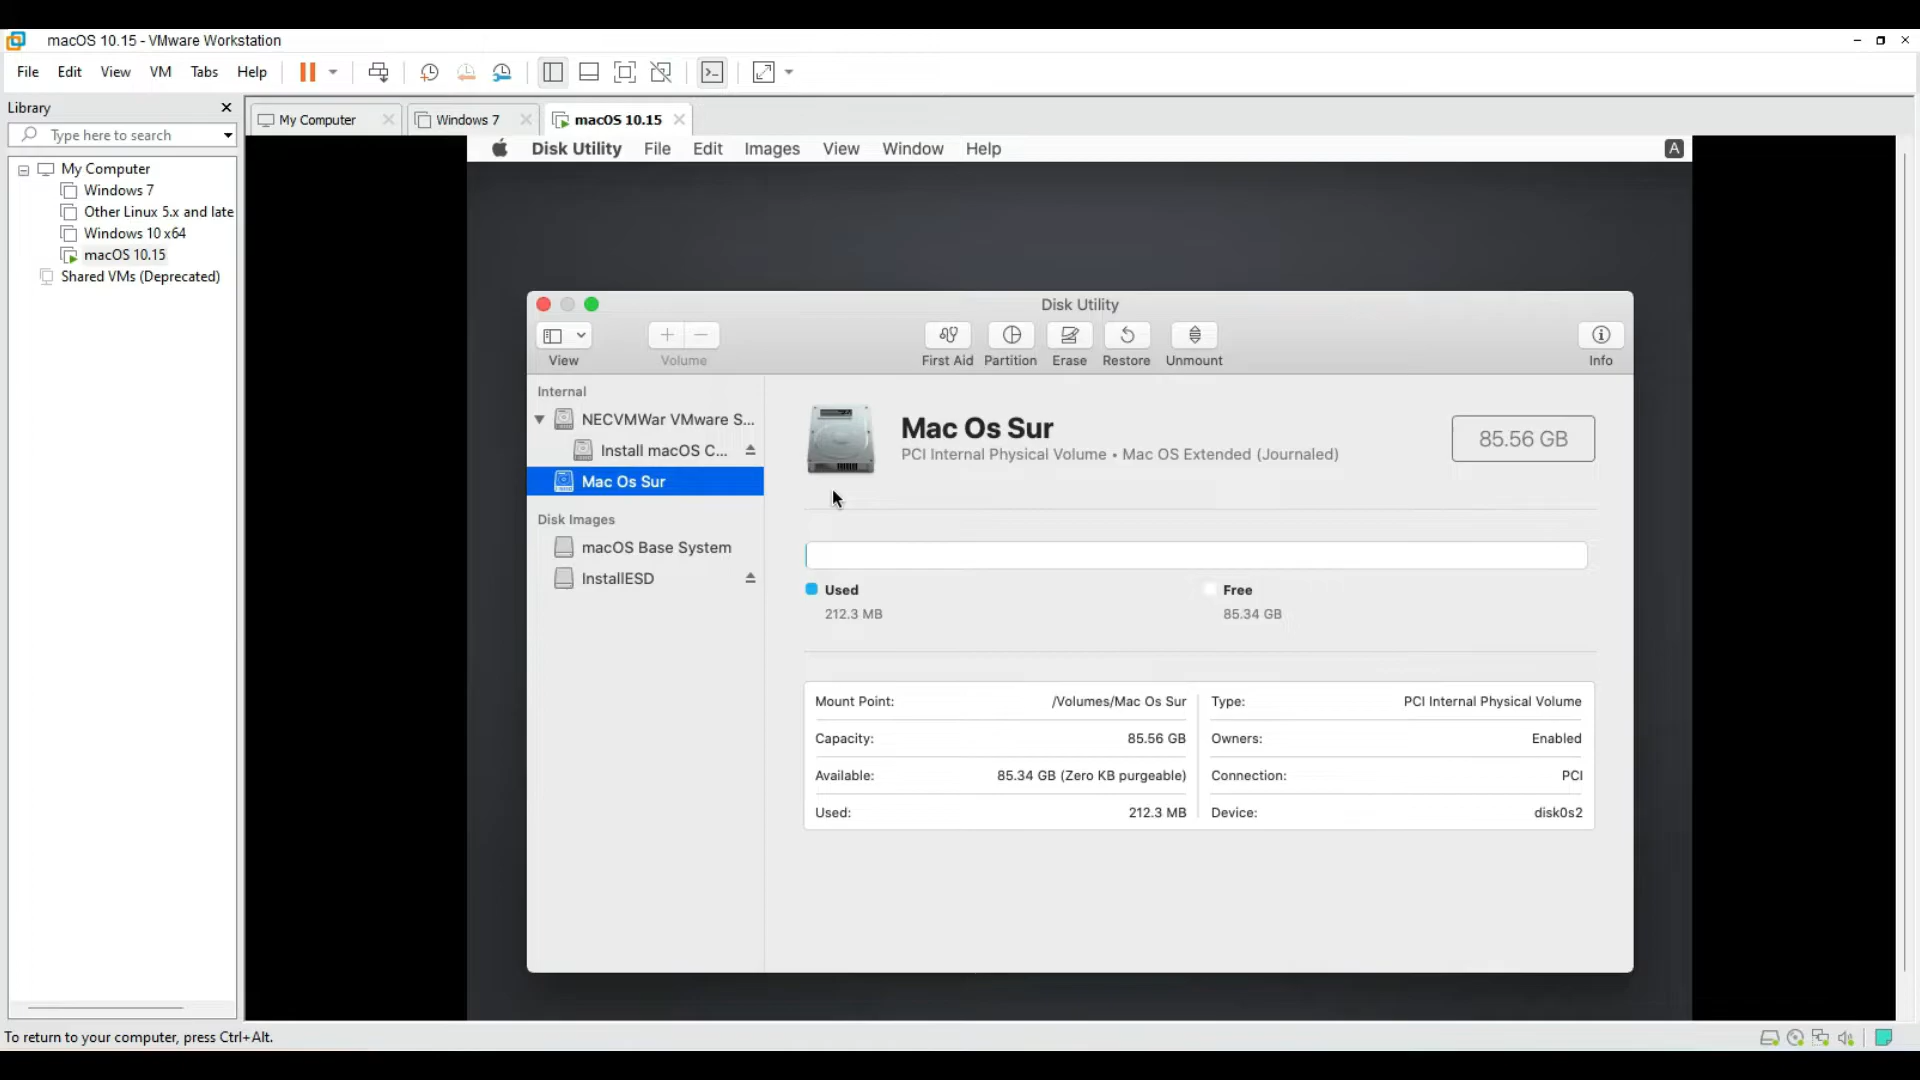 macOS 10.15 - VMware Workstation
File Edit View VM Tabs Help
Library
Type here to search
My Computer
Windows 7
Other Linux 5.x and late
Windows 10 x64
macOS 10.15
Shared VMs (Deprecated)
My Computer Windows 7 macOS 10.15
Disk Utility File Edit Images View Window Help A
Disk Utility
View Volume First Aid Partition Erase Restore Unmount Info
Internal
NECVMWar VMware S...
Install macOS C...
Mac Os Sur
Disk Images
macOS Base System
InstallESD
Mac Os Sur
PCI Internal Physical Volume • Mac OS Extended (Journaled)
85.56 GB
Used
212.3 MB
Free
85.34 GB
Mount Point: /Volumes/Mac Os Sur
Capacity: 85.56 GB
Available: 85.34 GB (Zero KB purgeable)
Used: 212.3 MB
Type: PCI Internal Physical Volume
Owners: Enabled
Connection: PCI
Device: disk0s2
To return to your computer, press Ctrl+Alt.